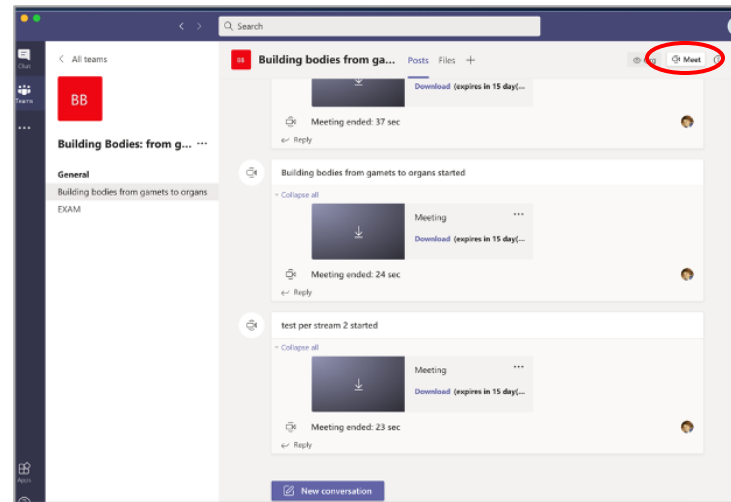 Search
Chat
Teams
All teams
BB
Building Bodies: from g... ...
General
Building bodies from gamets to organs
EXAM
Apps
BB
Building bodies from ga...
Posts
Files
Meet
Download (expires in 15 day(...
Meeting ended: 37 sec
Reply
Building bodies from gamets to organs started
Collapse all
Meeting
...
Download (expires in 15 day(...
Meeting ended: 24 sec
Reply
test per stream 2 started
Collapse all
Meeting
...
Download (expires in 15 day(...
Meeting ended: 23 sec
Reply
New conversation